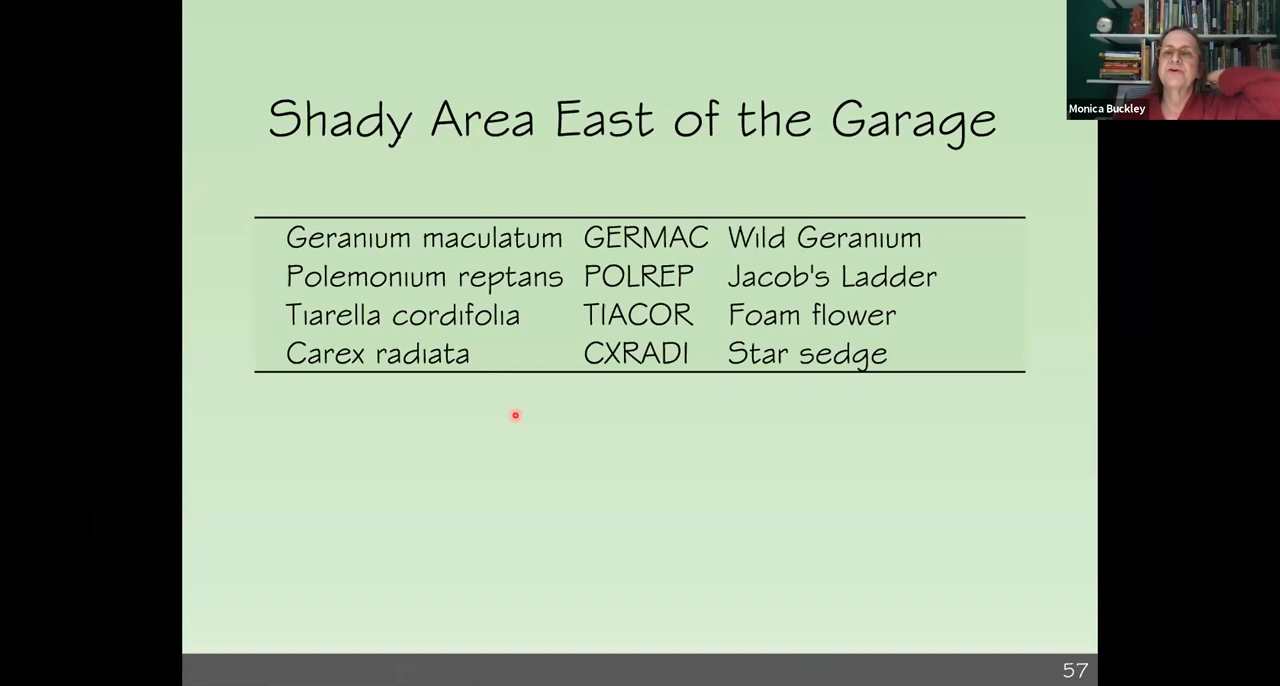 Shady Area East of the Garage
Monica Buckley
Geranium maculatum GERMAC Wild Geranium
Polemonium reptans POLREP Jacob's Ladder
Tiarella cordifolia TIACOR Foam flower
Carex radiata CXRADI Star sedge
57